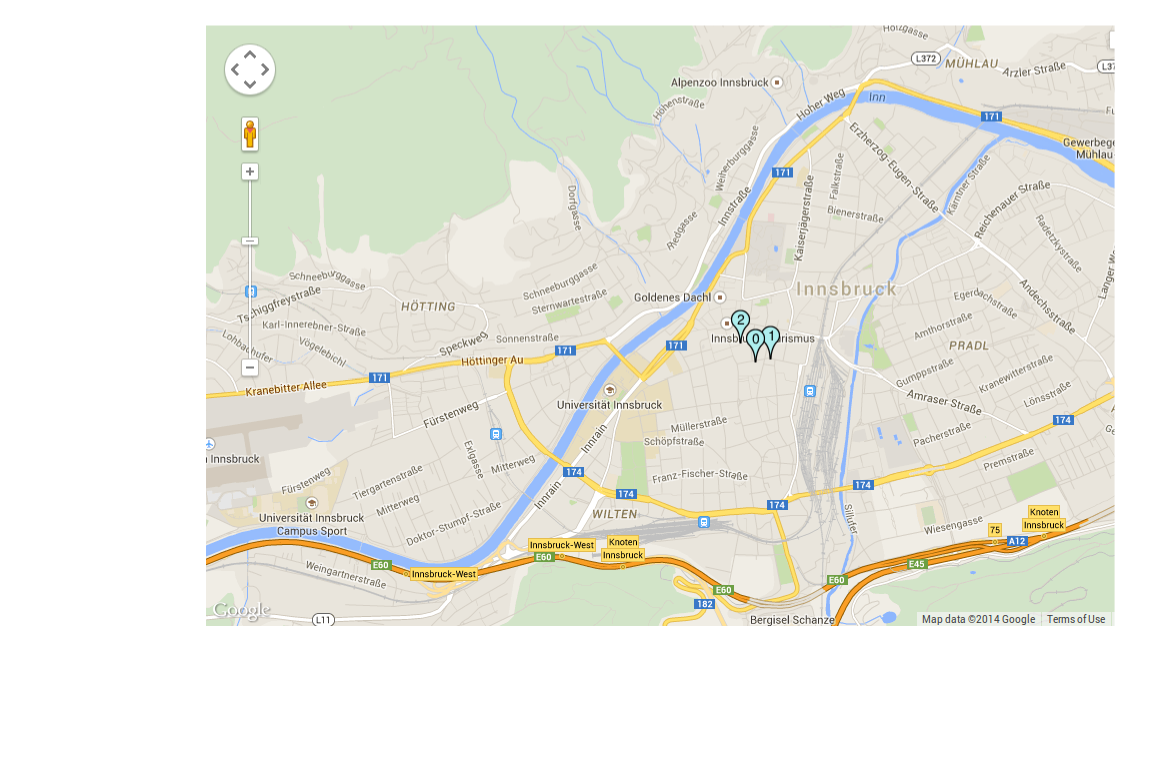 Holzgasse
L372
MÜHLAU
Arzler Straße
Alpenzoo Innsbruck
Höhenstraße
Hoher Weg
Inn
171
Erzherzog-Eugen-Straße
Gewerbege
Mühlau
Weiherburggasse
171
Falkstraße
Kärntner Straße
Reichenauer Straße
Dorfgasse
Innstraße
Kaiserjägerstraße
Bienerstraße
Riedgasse
Radetzkystraße
Schneeburggasse
Schneeburggasse
Innsbruck
Langer W
Goldenes Dachl
Sternwartestraße
HÖTTING
Egerdachstraße
Andechsstraße
Karl-Innerebner-Straße
2
0
1
Amthorstraße
Lohbachufer
Vögelebichl
Speckweg
Sonnenstraße
171
171
PRADL
Höttinger Au
Gumppstraße
Kranewitterstraße
Kranebitter Allee
171
Lönsstraße
Universität Innsbruck
Amraser Straße
Fürstenweg
Müllerstraße
174
Innrain
Schöpfstraße
Pacherstraße
Innsbruck
Exlgasse
Mitterweg
174
Franz-Fischer-Straße
Premstraße
Fürstenweg
Tiergartenstraße
Mitterweg
Innrain
174
174
174
Universität Innsbruck
Campus Sport
Doktor-Stumpf-Straße
WILTEN
Sillufer
Wiesengasse
Knoten
Innsbruck
75
A12
Innsbruck-West
E60
Knoten
Innsbruck
E60
Innsbruck-West
Weingartnerstraße
E60
E60
E45
182
L11
Google
Bergisel Schanze
Map data ©2014 Google
Terms of Use